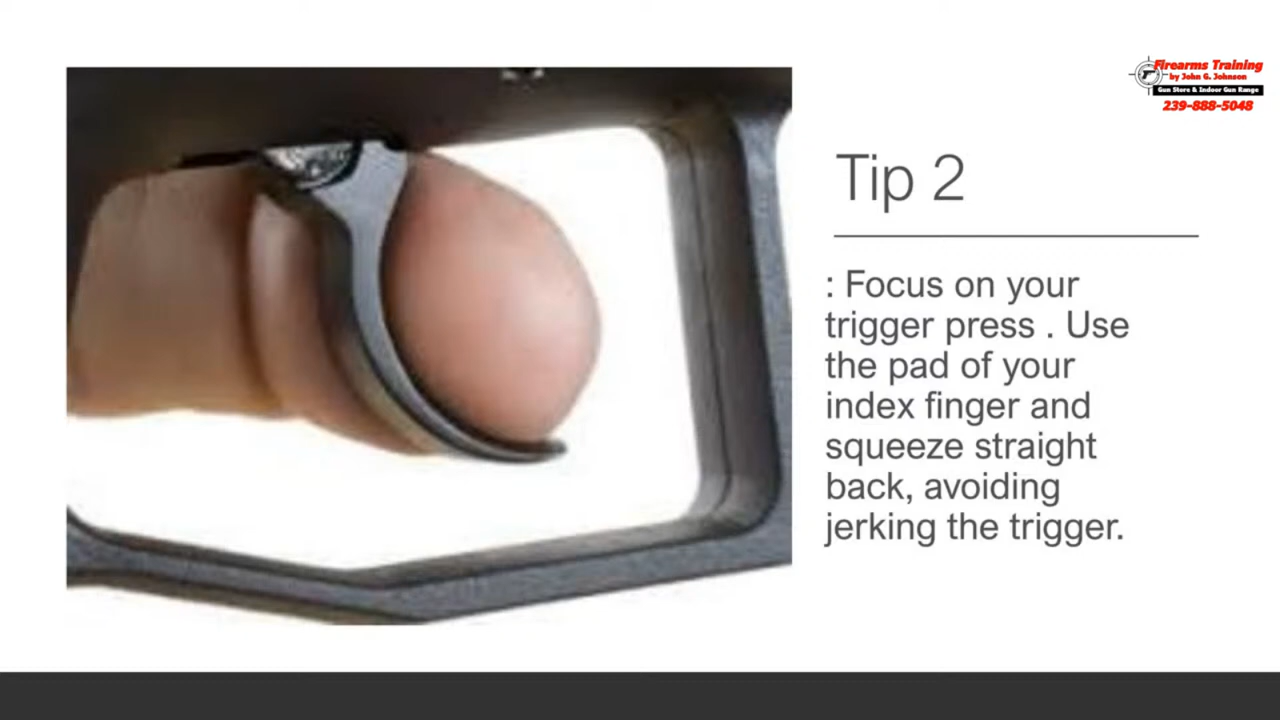 Firearms Training
by John G. Johnson
Gun Store & Indoor Gun Range
239-888-5048
Tip 2
: Focus on your
trigger press . Use
the pad of your
index finger and
squeeze straight
back, avoiding
jerking the trigger.